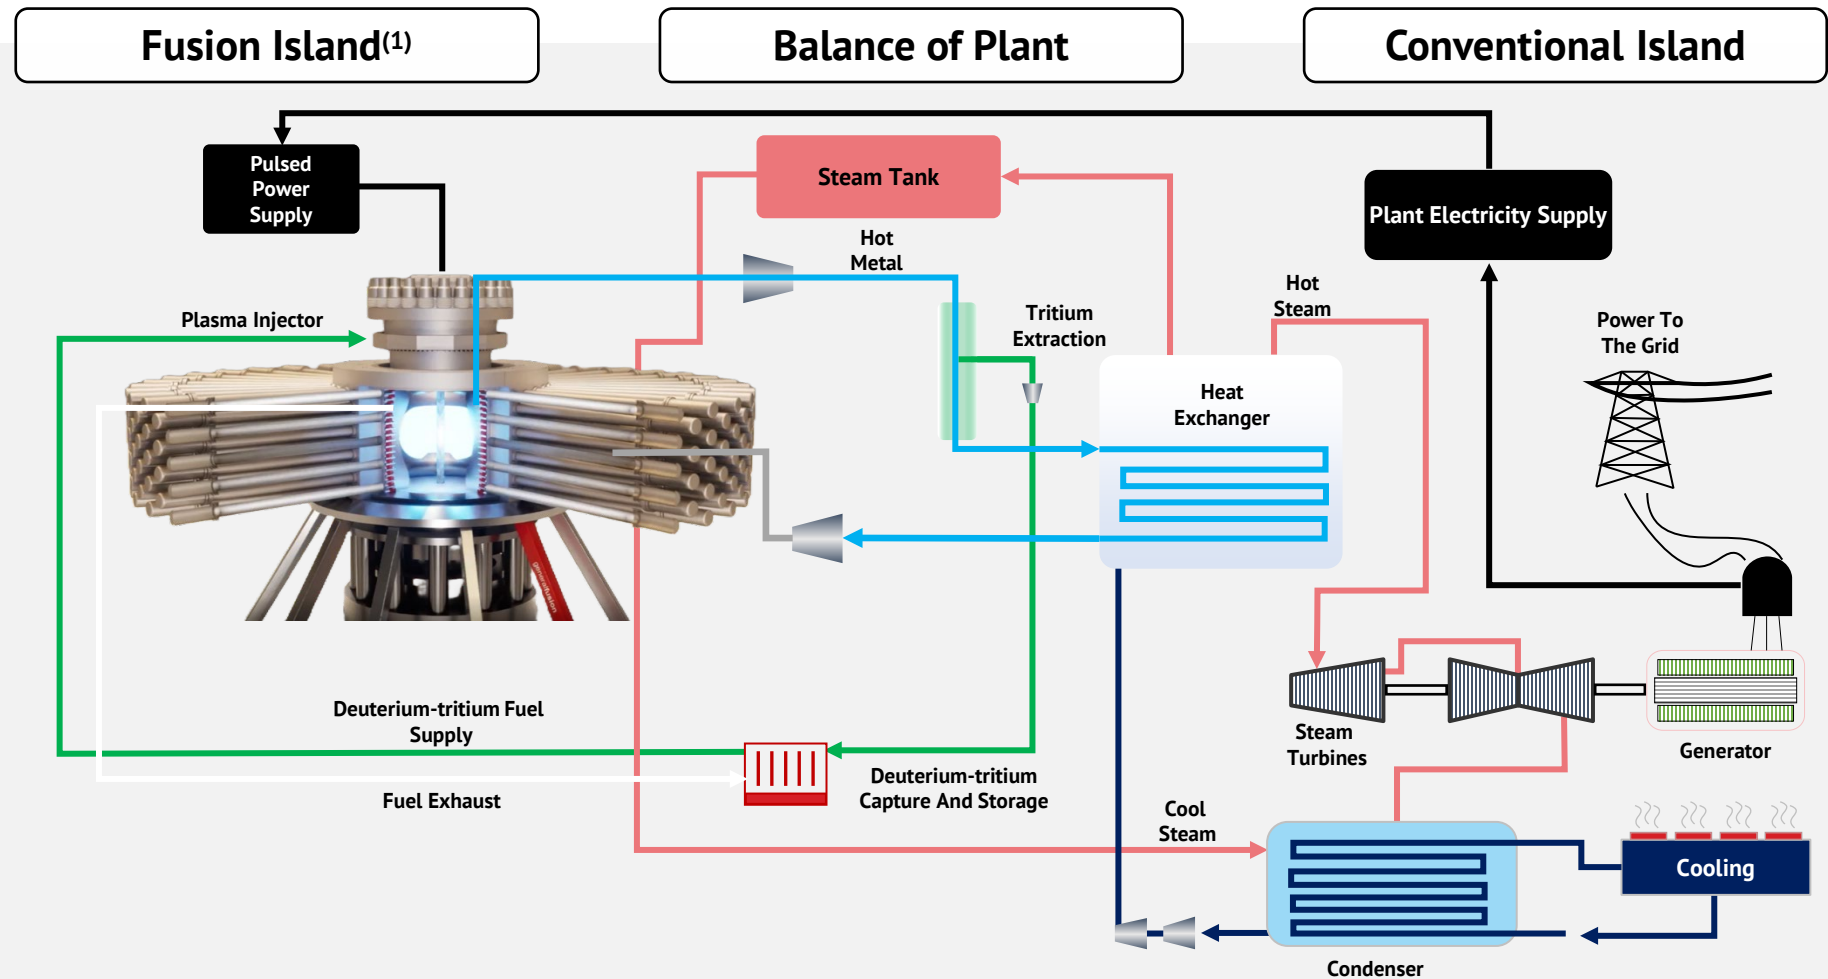 Fusion Island(1)
Balance of Plant
Conventional Island
Pulsed
Power
Supply
Steam Tank
Plant Electricity Supply
Hot
Metal
Hot
Steam
Plasma Injector
Tritium
Extraction
Power To
The Grid
Heat
Exchanger
generalfusion
Deuterium-tritium Fuel
Supply
Fuel Exhaust
Deuterium-tritium
Capture And Storage
Steam
Turbines
Generator
Cool
Steam
Cooling
Condenser